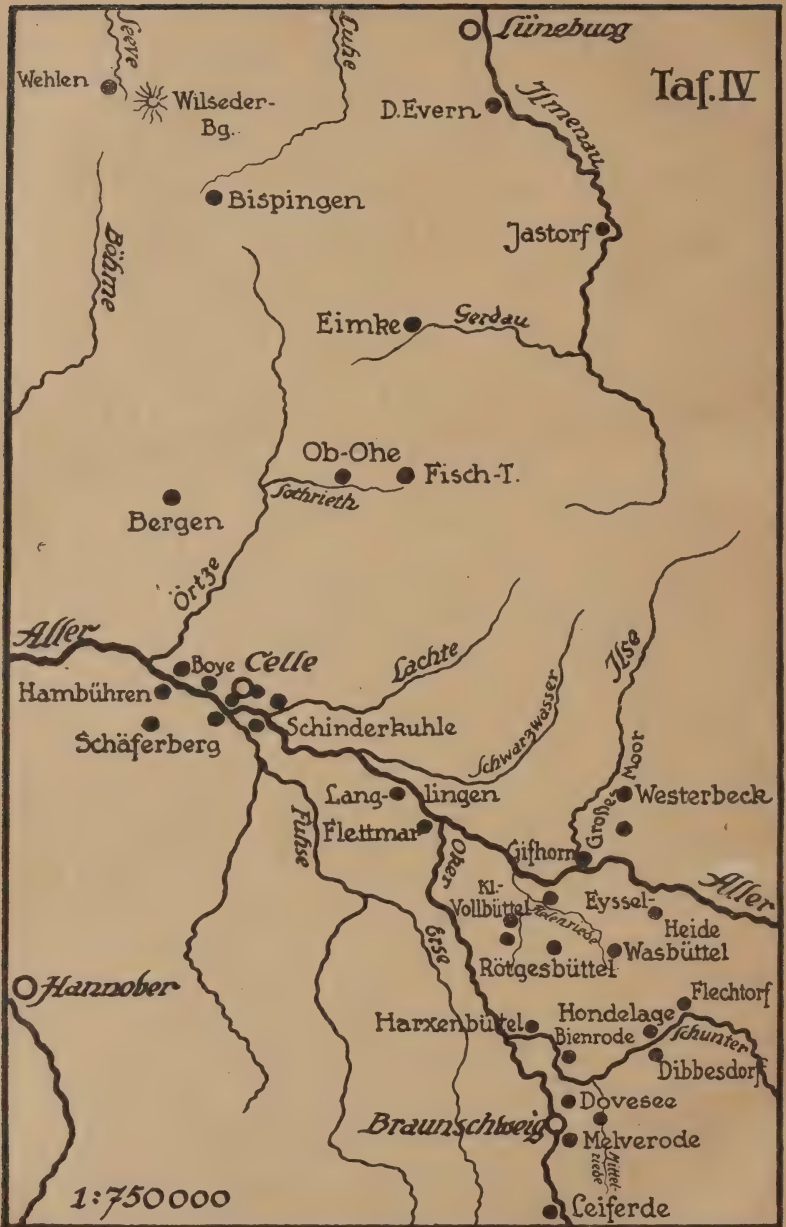 Seeve
Luhe
Lüneburg
Taf. IV
Wehlen
Wilseder-
Bg.
D. Evern
Ilmenau
Bispingen
Jastorf
Böhme
Eimke
Gerdau
Ob-Ohe
Fisch-T.
Sothrieth
Bergen
Örtze
Aller
Boye
Celle
Lachte
Ilse
Hambühren
Schinderkuhle
Schäferberg
Schwarzwasser
Großes Moor
Lang-lingen
Westerbeck
Flettmar
Fuhse
Oker
Gifhorn
Aller
Kl.-
Vollbüttel
Eyssel-
Heide
Erse
Rötgesbüttel
Wasbüttel
Hannover
Flechtorf
Harxenbüttel
Hondelage
Bienrode
Schunter
Dibbesdorf
Dovesee
Braunschweig
Melverode
Mittel-
riede
1:750000
Leiferde